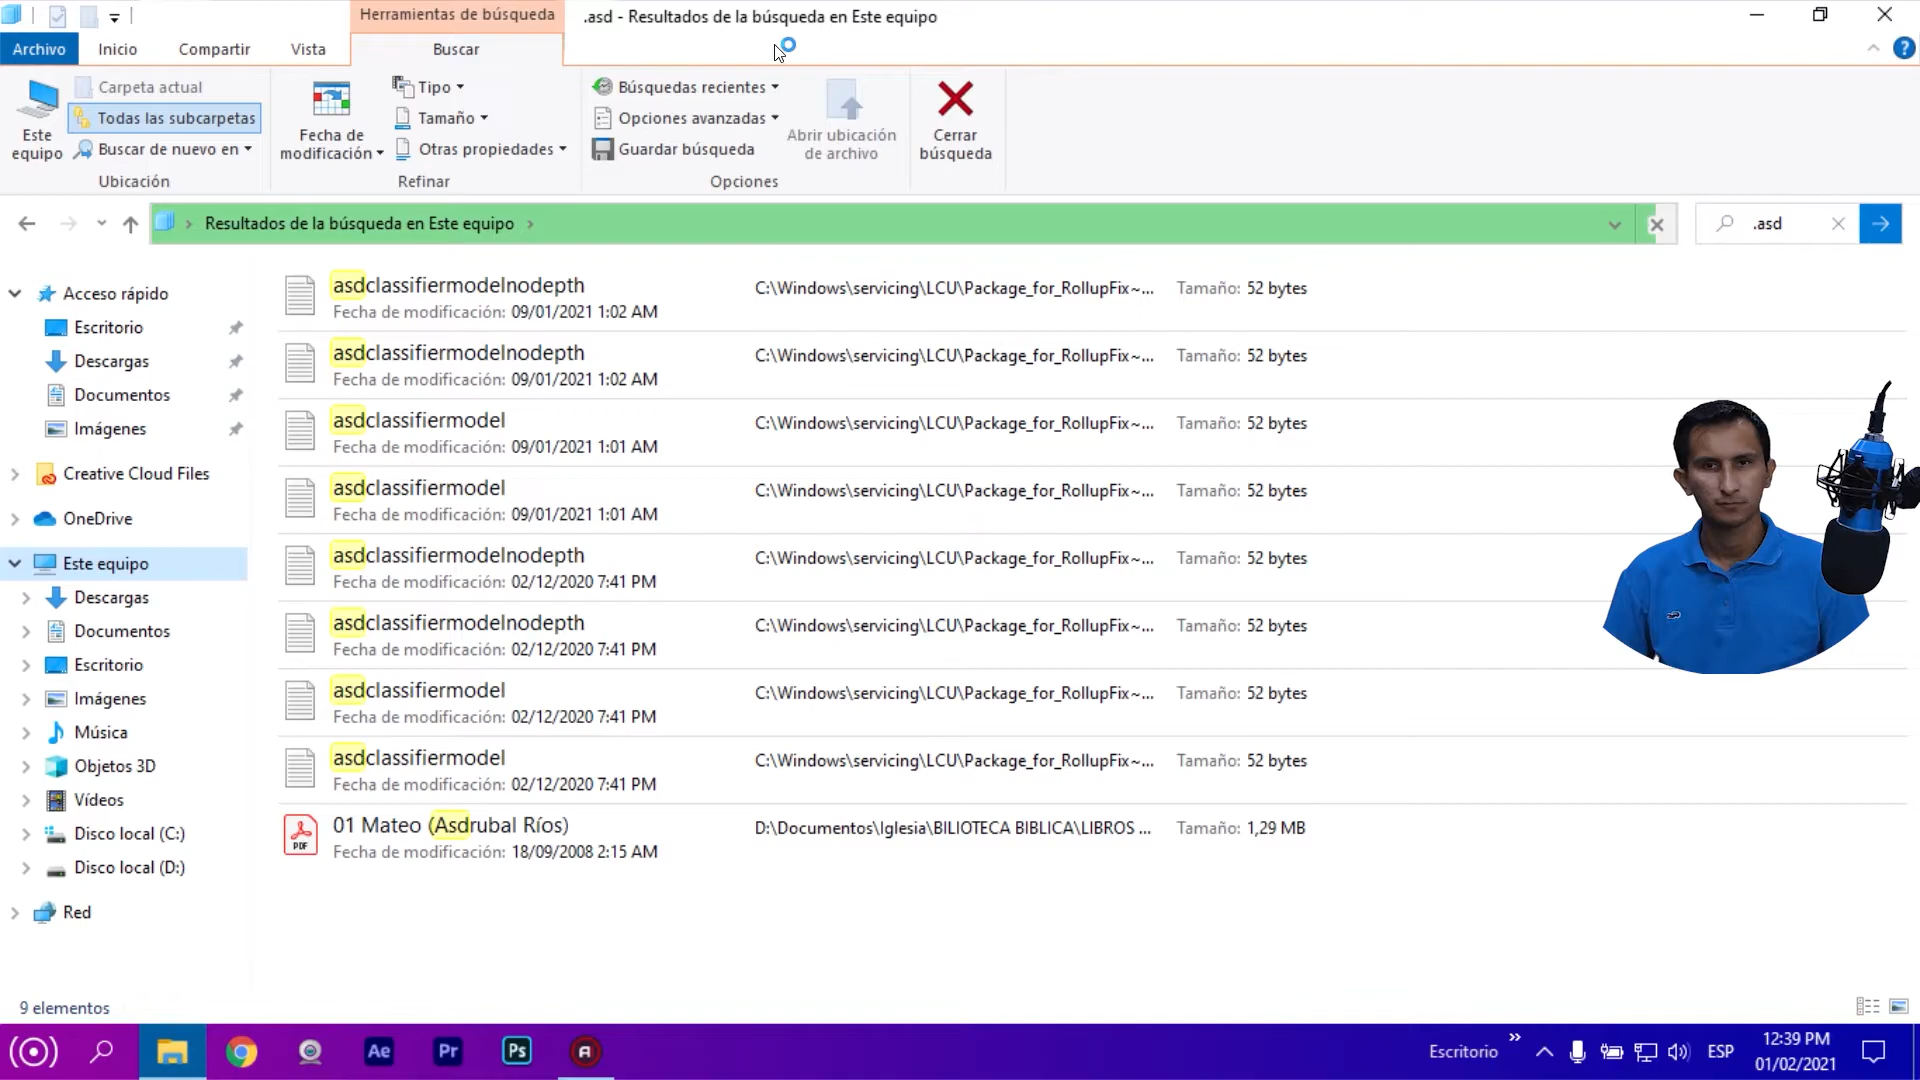 Herramientas de búsqueda
.asd - Resultados de la búsqueda en Este equipo
Archivo
Inicio
Compartir
Vista
Buscar
Este equipo
Carpeta actual
Todas las subcarpetas
Buscar de nuevo en
Ubicación
Fecha de modificación
Tipo
Tamaño
Otras propiedades
Refinar
Búsquedas recientes
Opciones avanzadas
Guardar búsqueda
Abrir ubicación de archivo
Opciones
Cerrar búsqueda
Resultados de la búsqueda en Este equipo
.asd
Acceso rápido
Escritorio
Descargas
Documentos
Imágenes
Creative Cloud Files
OneDrive
Este equipo
Descargas
Documentos
Escritorio
Imágenes
Música
Objetos 3D
Vídeos
Disco local (C:)
Disco local (D:)
Red
asdclassifiermodelnodepth C:\Windows\servicing\LCU\Package_for_RollupFix~... Tamaño: 52 bytes
Fecha de modificación: 09/01/2021 1:02 AM
asdclassifiermodelnodepth C:\Windows\servicing\LCU\Package_for_RollupFix~... Tamaño: 52 bytes
Fecha de modificación: 09/01/2021 1:02 AM
asdclassifiermodel C:\Windows\servicing\LCU\Package_for_RollupFix~... Tamaño: 52 bytes
Fecha de modificación: 09/01/2021 1:01 AM
asdclassifiermodel C:\Windows\servicing\LCU\Package_for_RollupFix~... Tamaño: 52 bytes
Fecha de modificación: 09/01/2021 1:01 AM
asdclassifiermodelnodepth C:\Windows\servicing\LCU\Package_for_RollupFix~... Tamaño: 52 bytes
Fecha de modificación: 02/12/2020 7:41 PM
asdclassifiermodelnodepth C:\Windows\servicing\LCU\Package_for_RollupFix~... Tamaño: 52 bytes
Fecha de modificación: 02/12/2020 7:41 PM
asdclassifiermodel C:\Windows\servicing\LCU\Package_for_RollupFix~... Tamaño: 52 bytes
Fecha de modificación: 02/12/2020 7:41 PM
asdclassifiermodel C:\Windows\servicing\LCU\Package_for_RollupFix~... Tamaño: 52 bytes
Fecha de modificación: 02/12/2020 7:41 PM
PDF
01 Mateo (Asdrubal Ríos) D:\Documentos\Iglesia\BILIOTECA BIBLICA\LIBROS ... Tamaño: 1,29 MB
Fecha de modificación: 18/09/2008 2:15 AM
9 elementos
Ae
Pr
Ps
Escritorio
ESP
12:39 PM
01/02/2021